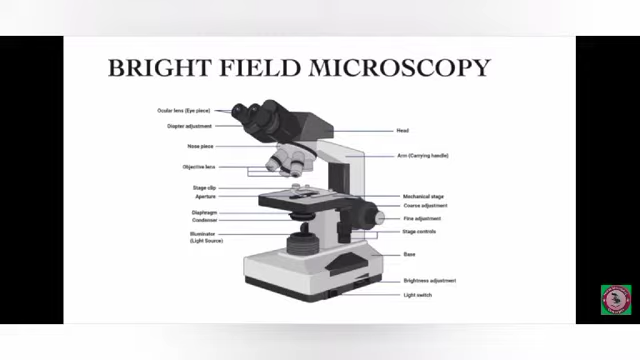 BRIGHT FIELD MICROSCOPY
Ocular lens (Eye piece)
Diopter adjustment
Nose piece
Objective lens
Stage clip
Aperture
Diaphragm
Condenser
Illuminator
(Light Source)
Head
Arm (Carrying handle)
Mechanical stage
Coarse adjustment
Fine adjustment
Stage controls
Base
Brightness adjustment
Light switch